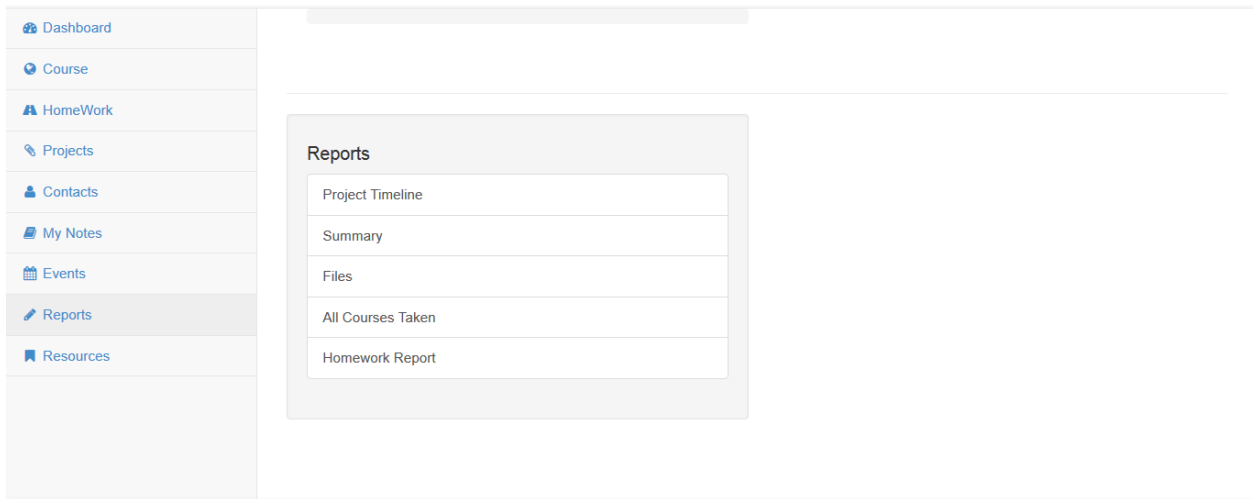 Dashboard
Course
HomeWork
Projects
Contacts
My Notes
Events
Reports
Resources
Reports
Project Timeline
Summary
Files
All Courses Taken
Homework Report